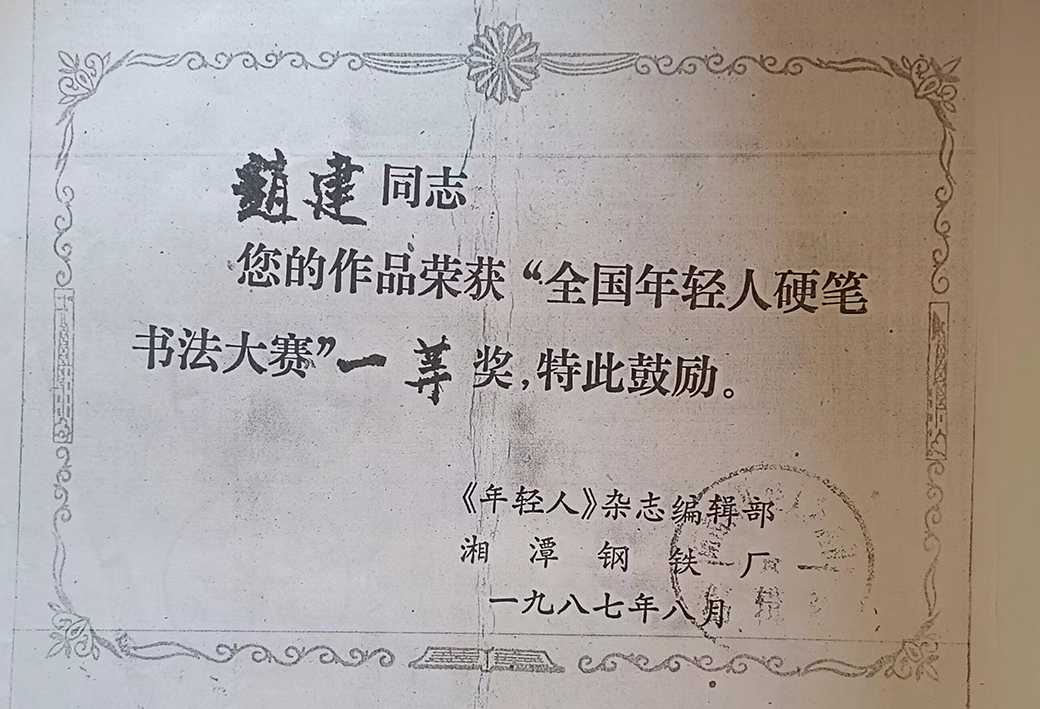 趙建同志
您的作品荣获“全国年轻人硬笔
书法大赛”一等奖,特此鼓励。
《年轻人》杂志编辑部
湘潭钢铁厂
一九八七年八月